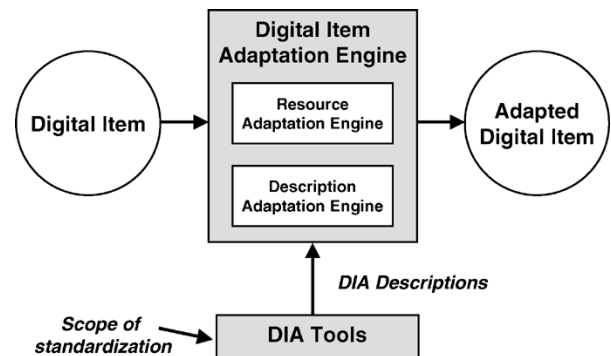 Digital Item
Adaptation Engine
Digital Item
Resource
Adaptation Engine
Description
Adaptation Engine
Adapted
Digital Item
DIA Descriptions
Scope of
standardization
DIA Tools